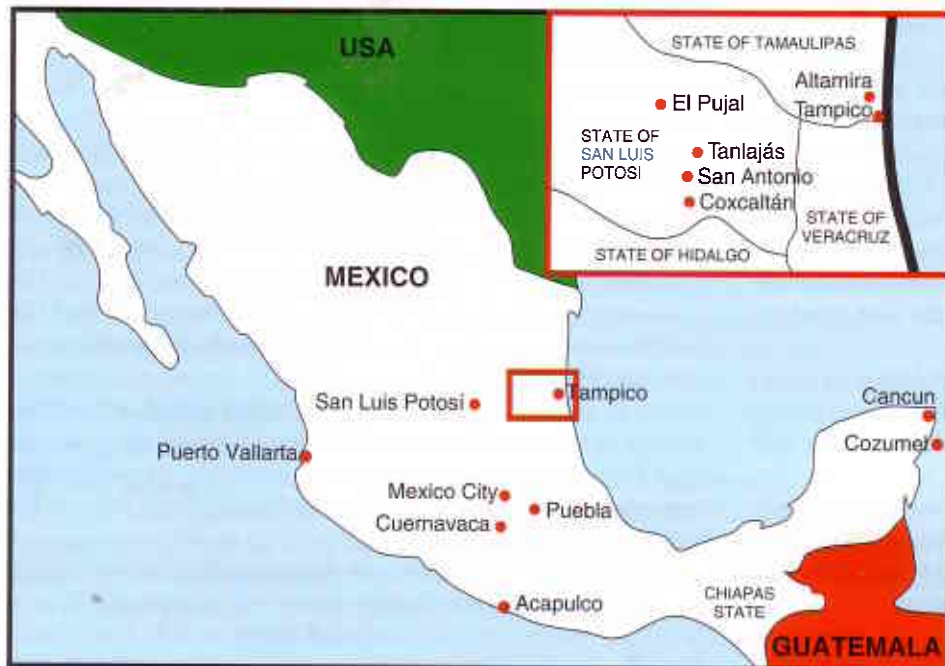 USA
STATE OF TAMAULIPAS
Altamira
El Pujal
Tampico
STATE OF
SAN LUIS
POTOSI
Tanlajás
San Antonio
Coxcaltán
STATE OF
VERACRUZ
STATE OF HIDALGO
MEXICO
San Luis Potosí
Tampico
Cancun
Cozumel
Puerto Vallarta
Mexico City
Puebla
Cuernavaca
Acapulco
CHIAPAS
STATE
GUATEMALA